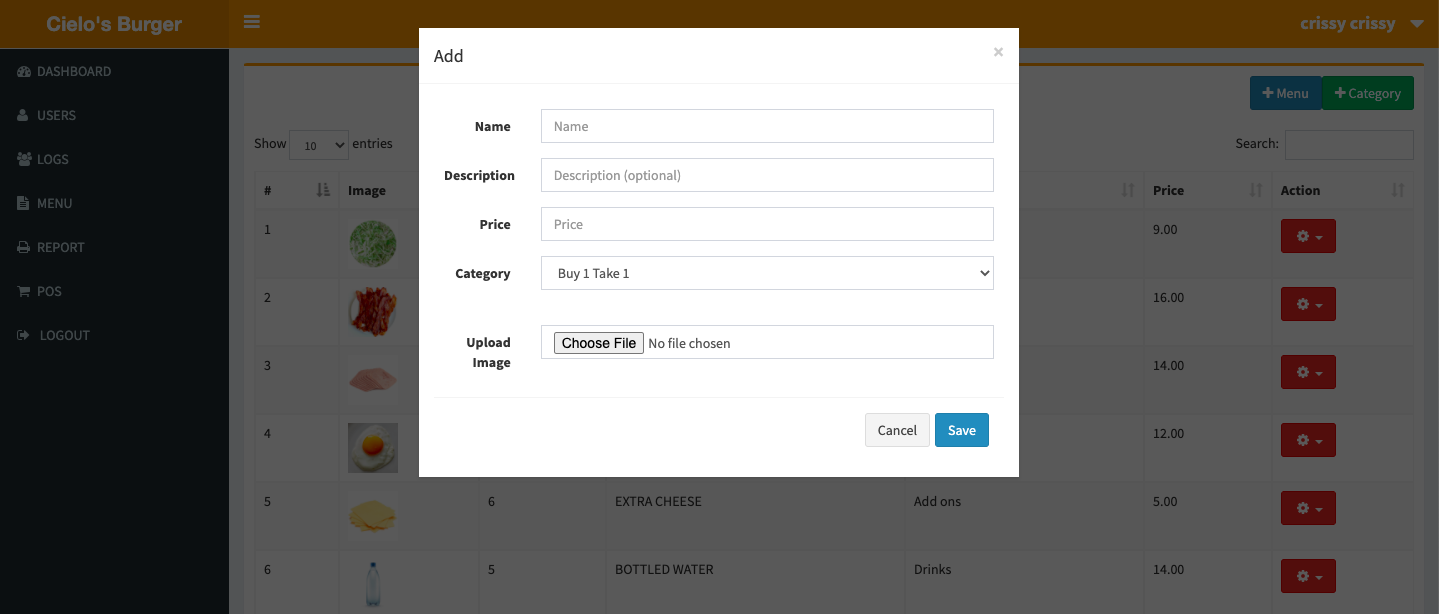 Cielo's Burger
crissy crissy
DASHBOARD
USERS
LOGS
MENU
REPORT
POS
LOGOUT
Menu
Category
Show 10 entries
Search:
# Image Price Action
1 9.00
2 16.00
3 14.00
4 12.00
5 6 EXTRA CHEESE Add ons 5.00
6 5 BOTTLED WATER Drinks 14.00
Add
×
Name Name
Description Description (optional)
Price Price
Category Buy 1 Take 1
Upload Image Choose File No file chosen
Cancel Save